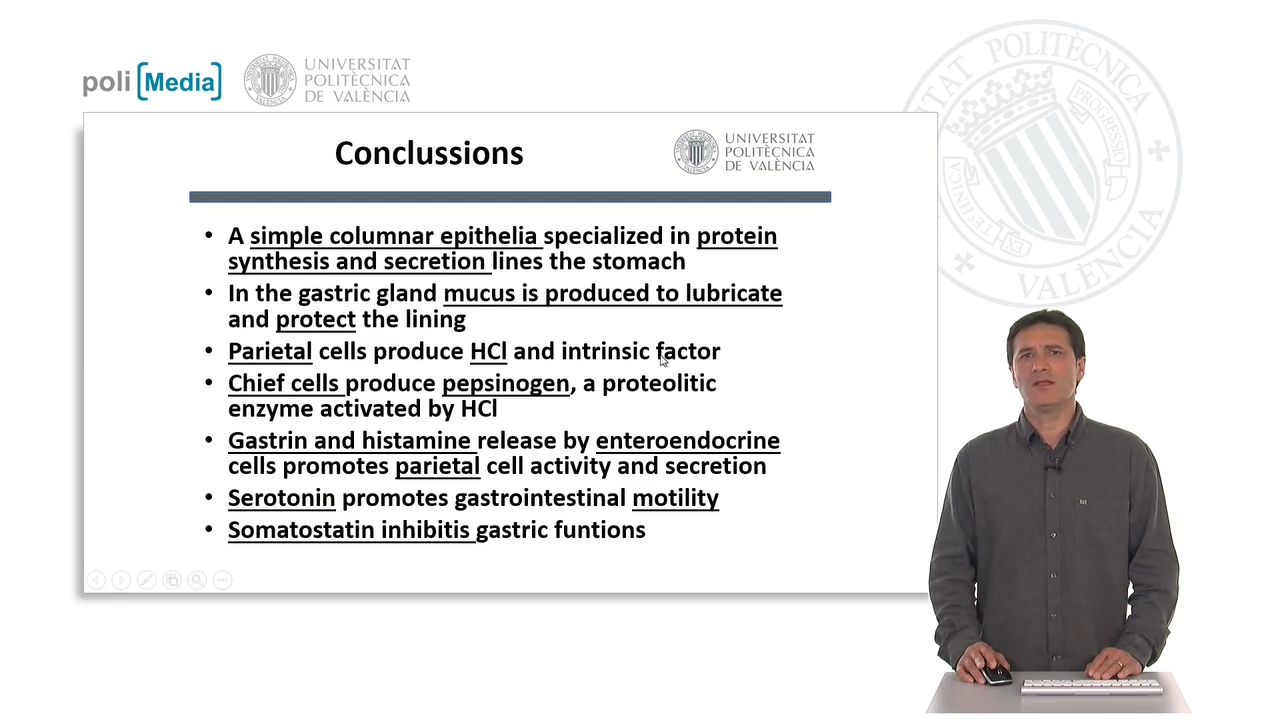 poli [Media]
UNIVERSITAT
POLITÈCNICA
DE VALÈNCIA
Conclussions
UNIVERSITAT
POLITÈCNICA
DE VALÈNCIA
• A simple columnar epithelia specialized in protein
synthesis and secretion lines the stomach
• In the gastric gland mucus is produced to lubricate
and protect the lining
• Parietal cells produce HCl and intrinsic factor
• Chief cells produce pepsinogen, a proteolitic
enzyme activated by HCl
• Gastrin and histamine release by enteroendocrine
cells promotes parietal cell activity and secretion
• Serotonin promotes gastrointestinal motility
• Somatostatin inhibitis gastric funtions
POLITÈCNICA
VALÈNCIA
PROGRESSIO